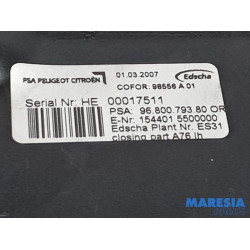 PSA PEUGEOT CITROËN
01.03.2007
Edscha
COFOR: 98556 A 01
Serial Nr: HE 00017511
PSA: 96.800.793.80 OR
E-Nr. 154401 5500000
Edscha Plant Nr. ES31
closing part A76 lh
MARESIA